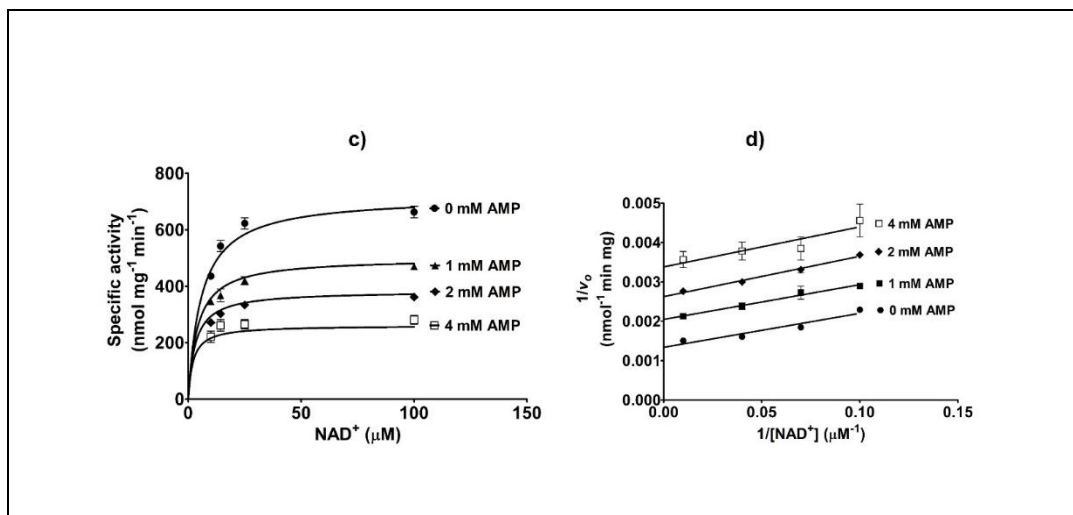 c)
800
600
400
200
0
Specific activity
(nmol mg⁻¹ min⁻¹)
0 50 100 150
NAD⁺ (μM)
0 mM AMP
1 mM AMP
2 mM AMP
4 mM AMP
d)
0.005
0.004
0.003
0.002
0.001
0.000
1/vₒ
(nmol⁻¹ min mg)
0.00 0.05 0.10 0.15
1/[NAD⁺] (μM⁻¹)
4 mM AMP
2 mM AMP
1 mM AMP
0 mM AMP